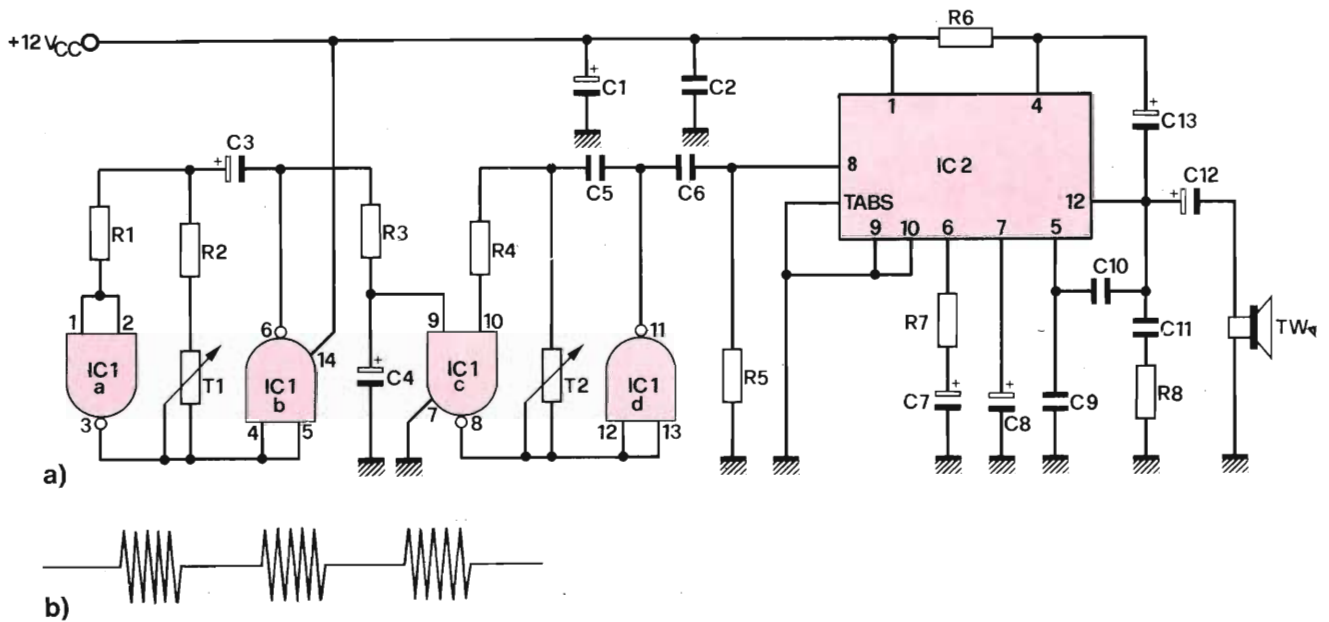 R6
+12 VCC
1
4
C1
C2
C13
C3
8
IC 2
C12
C5
C6
TABS
12
R1
R2
R3
R4
9
10
6
7
5
C10
1
2
6
14
9
10
11
R7
C11
TW
IC1
a
T1
IC1
b
C4
IC1
c
T2
IC1
d
R5
C7
C8
C9
R8
3
4
5
7
8
12
13
a)
b)